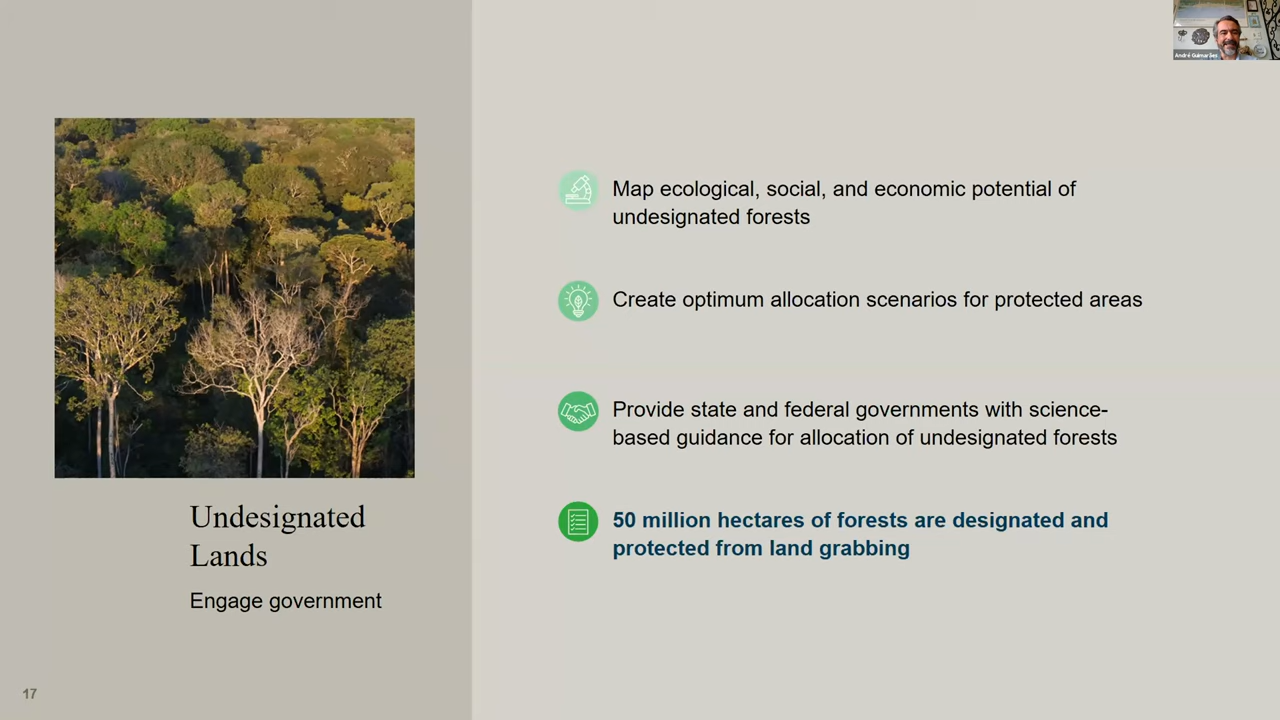 André Guimarães
Map ecological, social, and economic potential of
undesignated forests
Create optimum allocation scenarios for protected areas
Provide state and federal governments with science-
based guidance for allocation of undesignated forests
50 million hectares of forests are designated and
protected from land grabbing
Undesignated
Lands
Engage government
17